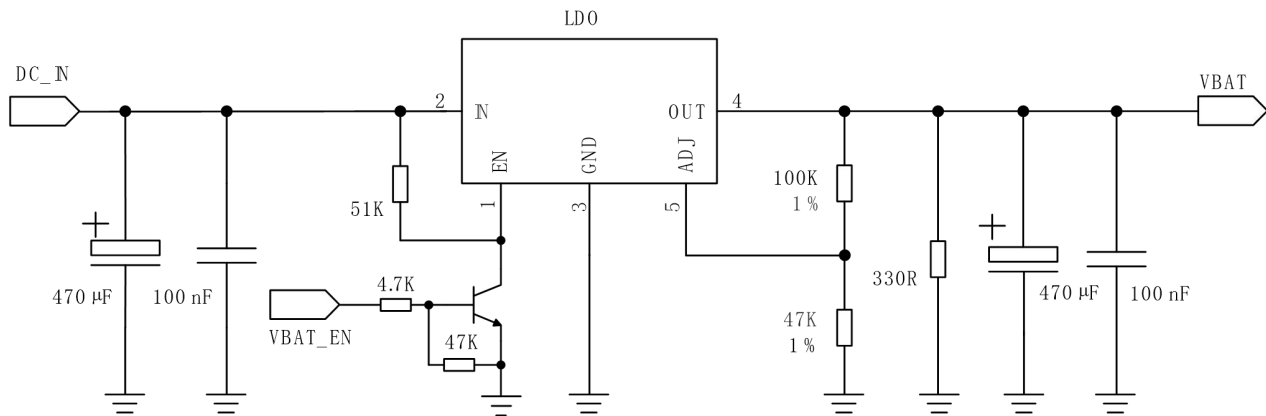 LDO
DC_IN
VBAT
2
IN
OUT
4
EN
GND
ADJ
1
3
5
51K
100K
1%
470 μF
100 nF
4.7K
VBAT_EN
47K
47K
1%
330R
470 μF
100 nF